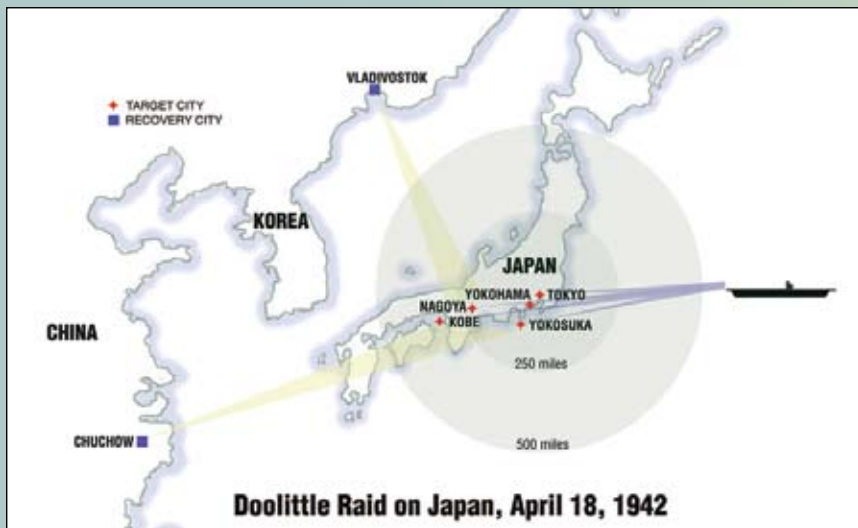 VLADIVOSTOK
TARGET CITY
RECOVERY CITY
KOREA
JAPAN
YOKOHAMA
TOKYO
NAGOYA
KOBE
YOKOSUKA
CHINA
250 miles
CHUCHOW
500 miles
Doolittle Raid on Japan, April 18, 1942